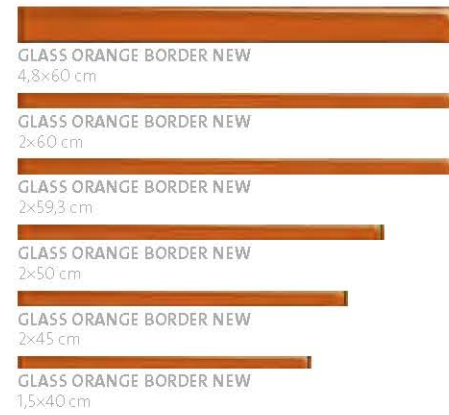 GLASS ORANGE BORDER NEW
4,8×60 cm
GLASS ORANGE BORDER NEW
2×60 cm
GLASS ORANGE BORDER NEW
2×59,3 cm
GLASS ORANGE BORDER NEW
2×50 cm
GLASS ORANGE BORDER NEW
2×45 cm
GLASS ORANGE BORDER NEW
1,5×40 cm